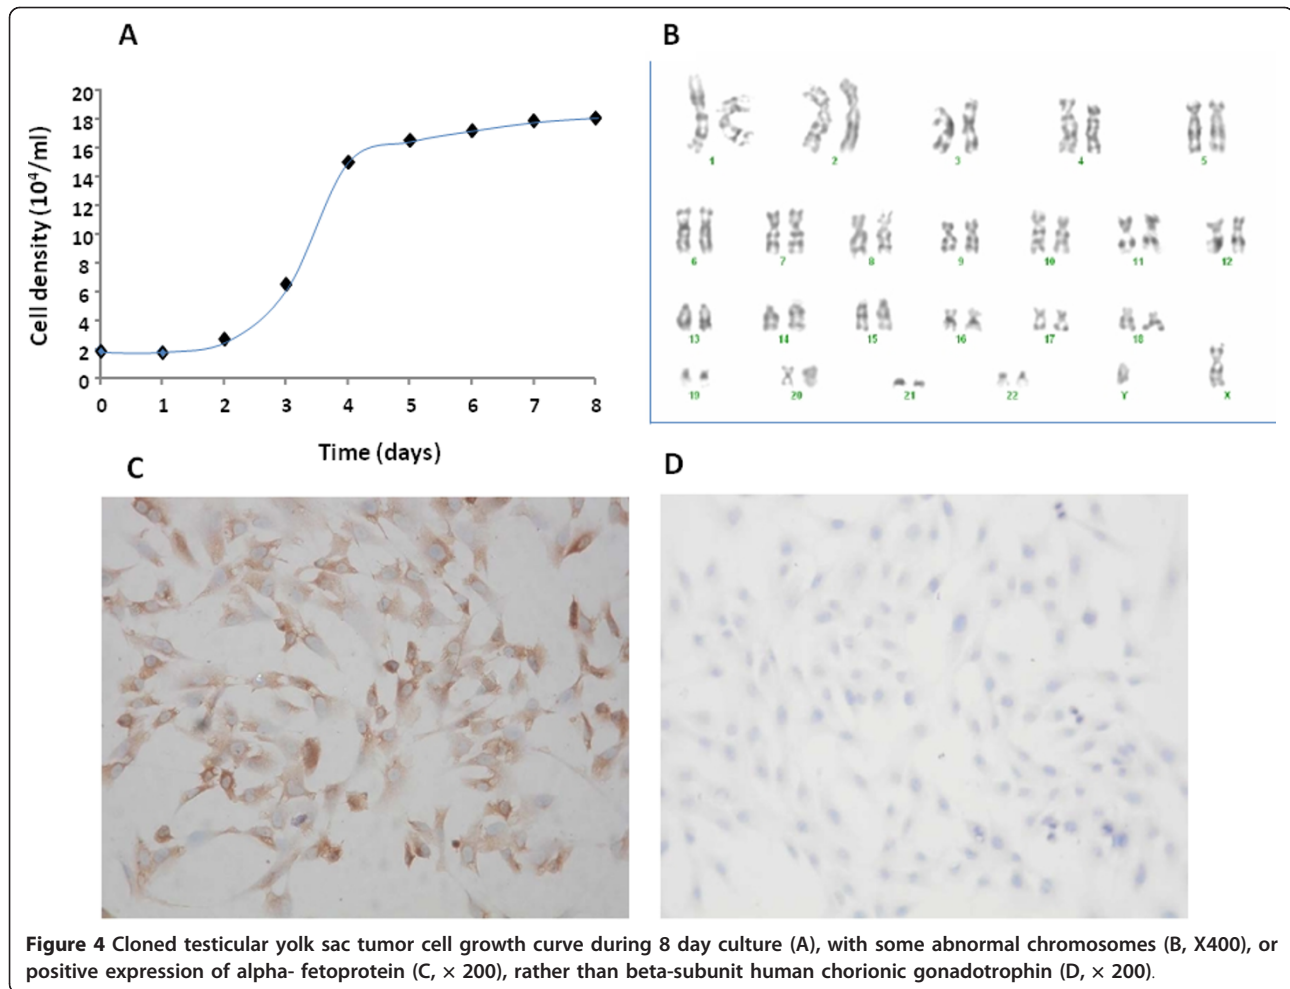 A
B
20
18
16
14
12
10
8
6
4
2
0
Cell density (10⁴/ml)
0 1 2 3 4 5 6 7 8
Time (days)
1 2 3 4 5
6 7 8 9 10 11 12
13 14 15 16 17 18
19 20 21 22 Y X
C
D
Figure 4 Cloned testicular yolk sac tumor cell growth curve during 8 day culture (A), with some abnormal chromosomes (B, X400), or
positive expression of alpha- fetoprotein (C, × 200), rather than beta-subunit human chorionic gonadotrophin (D, × 200).